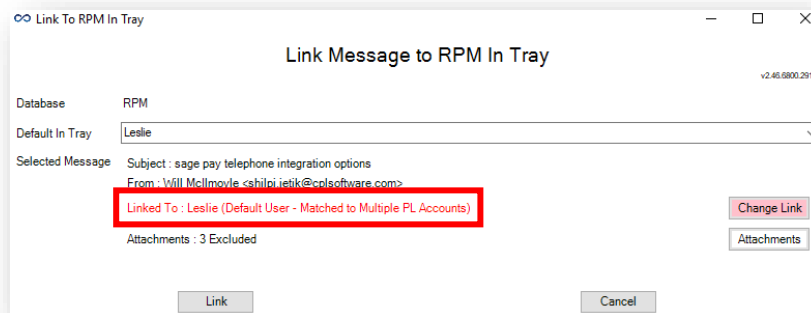 Link To RPM In Tray
Link Message to RPM In Tray
v2.46.6800.291
Database RPM
Default In Tray Leslie
Selected Message Subject : sage pay telephone integration options
From : Will McIlmoyle <shilpi.jetik@cplsoftware.com>
Linked To : Leslie (Default User - Matched to Multiple PL Accounts) Change Link
Attachments : 3 Excluded Attachments
Link Cancel